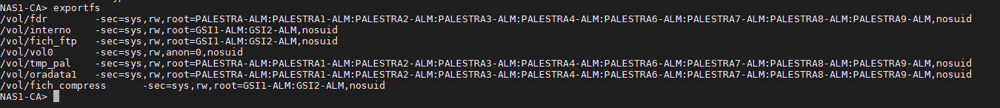 NAS1-CA> exportfs
/vol/fdr        -sec=sys,rw,root=PALESTRA-ALM:PALESTRA1-ALM:PALESTRA2-ALM:PALESTRA3-ALM:PALESTRA4-ALM:PALESTRA6-ALM:PALESTRA7-ALM:PALESTRA8-ALM:PALESTRA9-ALM,nosuid
/vol/interno    -sec=sys,rw,root=GSI1-ALM:GSI2-ALM,nosuid
/vol/fich_ftp   -sec=sys,rw,root=GSI1-ALM:GSI2-ALM,nosuid
/vol/vol0       -sec=sys,rw,anon=0,nosuid
/vol/tmp_pal    -sec=sys,rw,root=PALESTRA-ALM:PALESTRA1-ALM:PALESTRA2-ALM:PALESTRA3-ALM:PALESTRA4-ALM:PALESTRA6-ALM:PALESTRA7-ALM:PALESTRA8-ALM:PALESTRA9-ALM,nosuid
/vol/oradata1   -sec=sys,rw,root=PALESTRA-ALM:PALESTRA1-ALM:PALESTRA2-ALM:PALESTRA3-ALM:PALESTRA4-ALM:PALESTRA6-ALM:PALESTRA7-ALM:PALESTRA8-ALM:PALESTRA9-ALM,nosuid
/vol/fich_compress      -sec=sys,rw,root=GSI1-ALM:GSI2-ALM,nosuid
NAS1-CA>